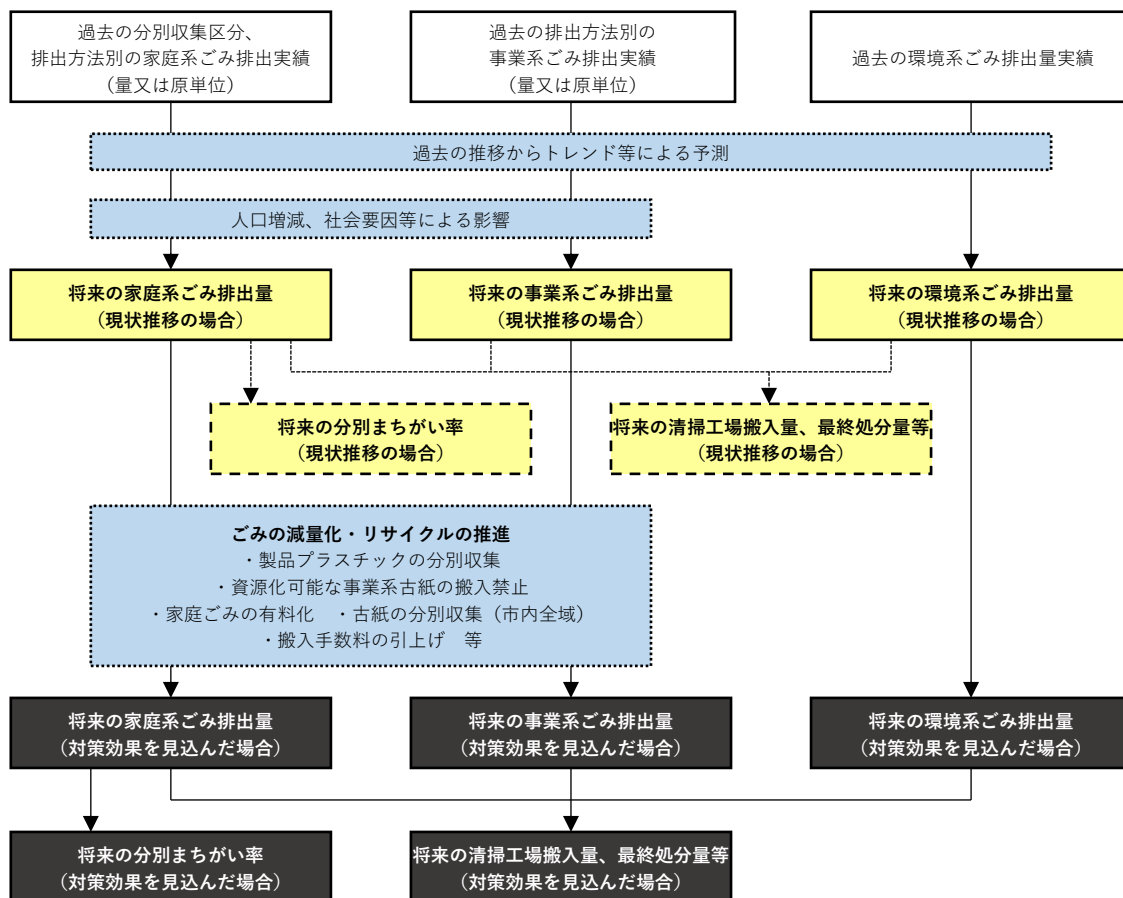 過去の分別収集区分、
排出方法別の家庭系ごみ排出実績
（量又は原単位）
過去の排出方法別の
事業系ごみ排出実績
（量又は原単位）
過去の環境系ごみ排出量実績
過去の推移からトレンド等による予測
人口増減、社会要因等による影響
将来の家庭系ごみ排出量
（現状推移の場合）
将来の事業系ごみ排出量
（現状推移の場合）
将来の環境系ごみ排出量
（現状推移の場合）
将来の分別まちがい率
（現状推移の場合）
将来の清掃工場搬入量、最終処分量等
（現状推移の場合）
ごみの減量化・リサイクルの推進
・製品プラスチックの分別収集
・資源化可能な事業系古紙の搬入禁止
・家庭ごみの有料化　・古紙の分別収集（市内全域）
・搬入手数料の引上げ　等
将来の家庭系ごみ排出量
（対策効果を見込んだ場合）
将来の事業系ごみ排出量
（対策効果を見込んだ場合）
将来の環境系ごみ排出量
（対策効果を見込んだ場合）
将来の分別まちがい率
（対策効果を見込んだ場合）
将来の清掃工場搬入量、最終処分量等
（対策効果を見込んだ場合）